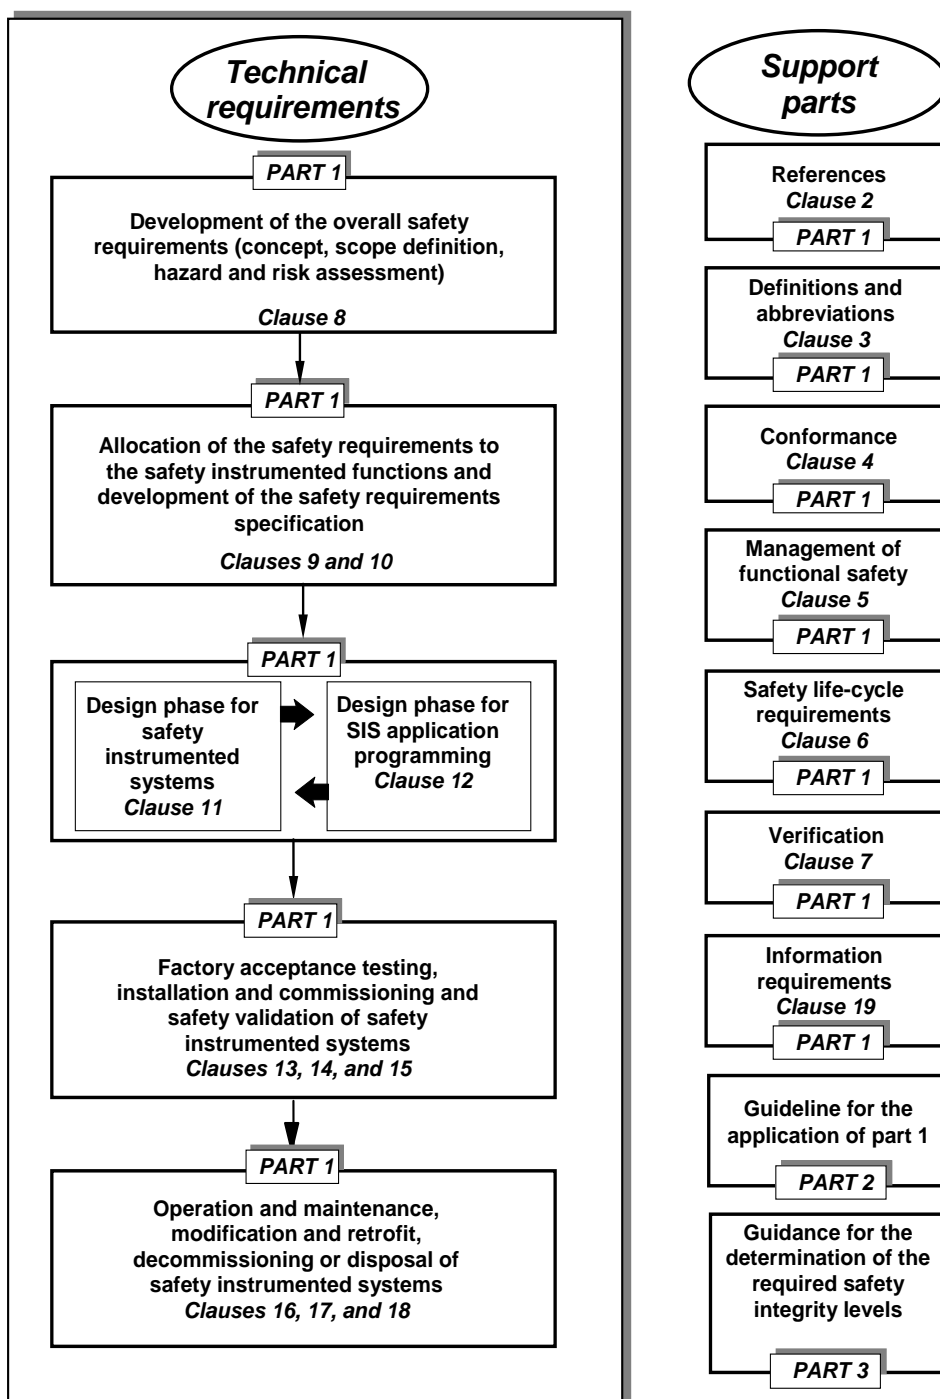 Technical
requirements
PART 1
Development of the overall safety
requirements (concept, scope definition,
hazard and risk assessment)
Clause 8
PART 1
Allocation of the safety requirements to
the safety instrumented functions and
development of the safety requirements
specification
Clauses 9 and 10
PART 1
Design phase for
safety
instrumented
systems
Clause 11
Design phase for
SIS application
programming
Clause 12
PART 1
Factory acceptance testing,
installation and commissioning and
safety validation of safety
instrumented systems
Clauses 13, 14, and 15
PART 1
Operation and maintenance,
modification and retrofit,
decommissioning or disposal of
safety instrumented systems
Clauses 16, 17, and 18
Support
parts
References
Clause 2
PART 1
Definitions and
abbreviations
Clause 3
PART 1
Conformance
Clause 4
PART 1
Management of
functional safety
Clause 5
PART 1
Safety life-cycle
requirements
Clause 6
PART 1
Verification
Clause 7
PART 1
Information
requirements
Clause 19
PART 1
Guideline for the
application of part 1
PART 2
Guidance for the
determination of the
required safety
integrity levels
PART 3